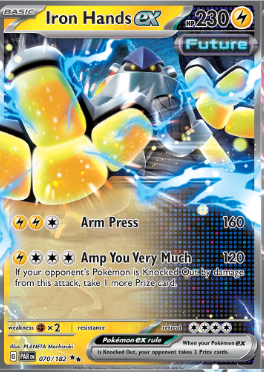 BASIC
Iron Hands ex
HP 230
Future
Arm Press 160
Amp You Very Much 120
If your opponent's Pokémon is Knocked Out by damage
from this attack, take 1 more Prize card.
weakness × 2 resistance retreat
Illus. PLANETA Mochizuki
Pokémon ex rule
PAR EN 070/182
When your Pokémon ex
is Knocked Out, your opponent takes 2 Prize cards.